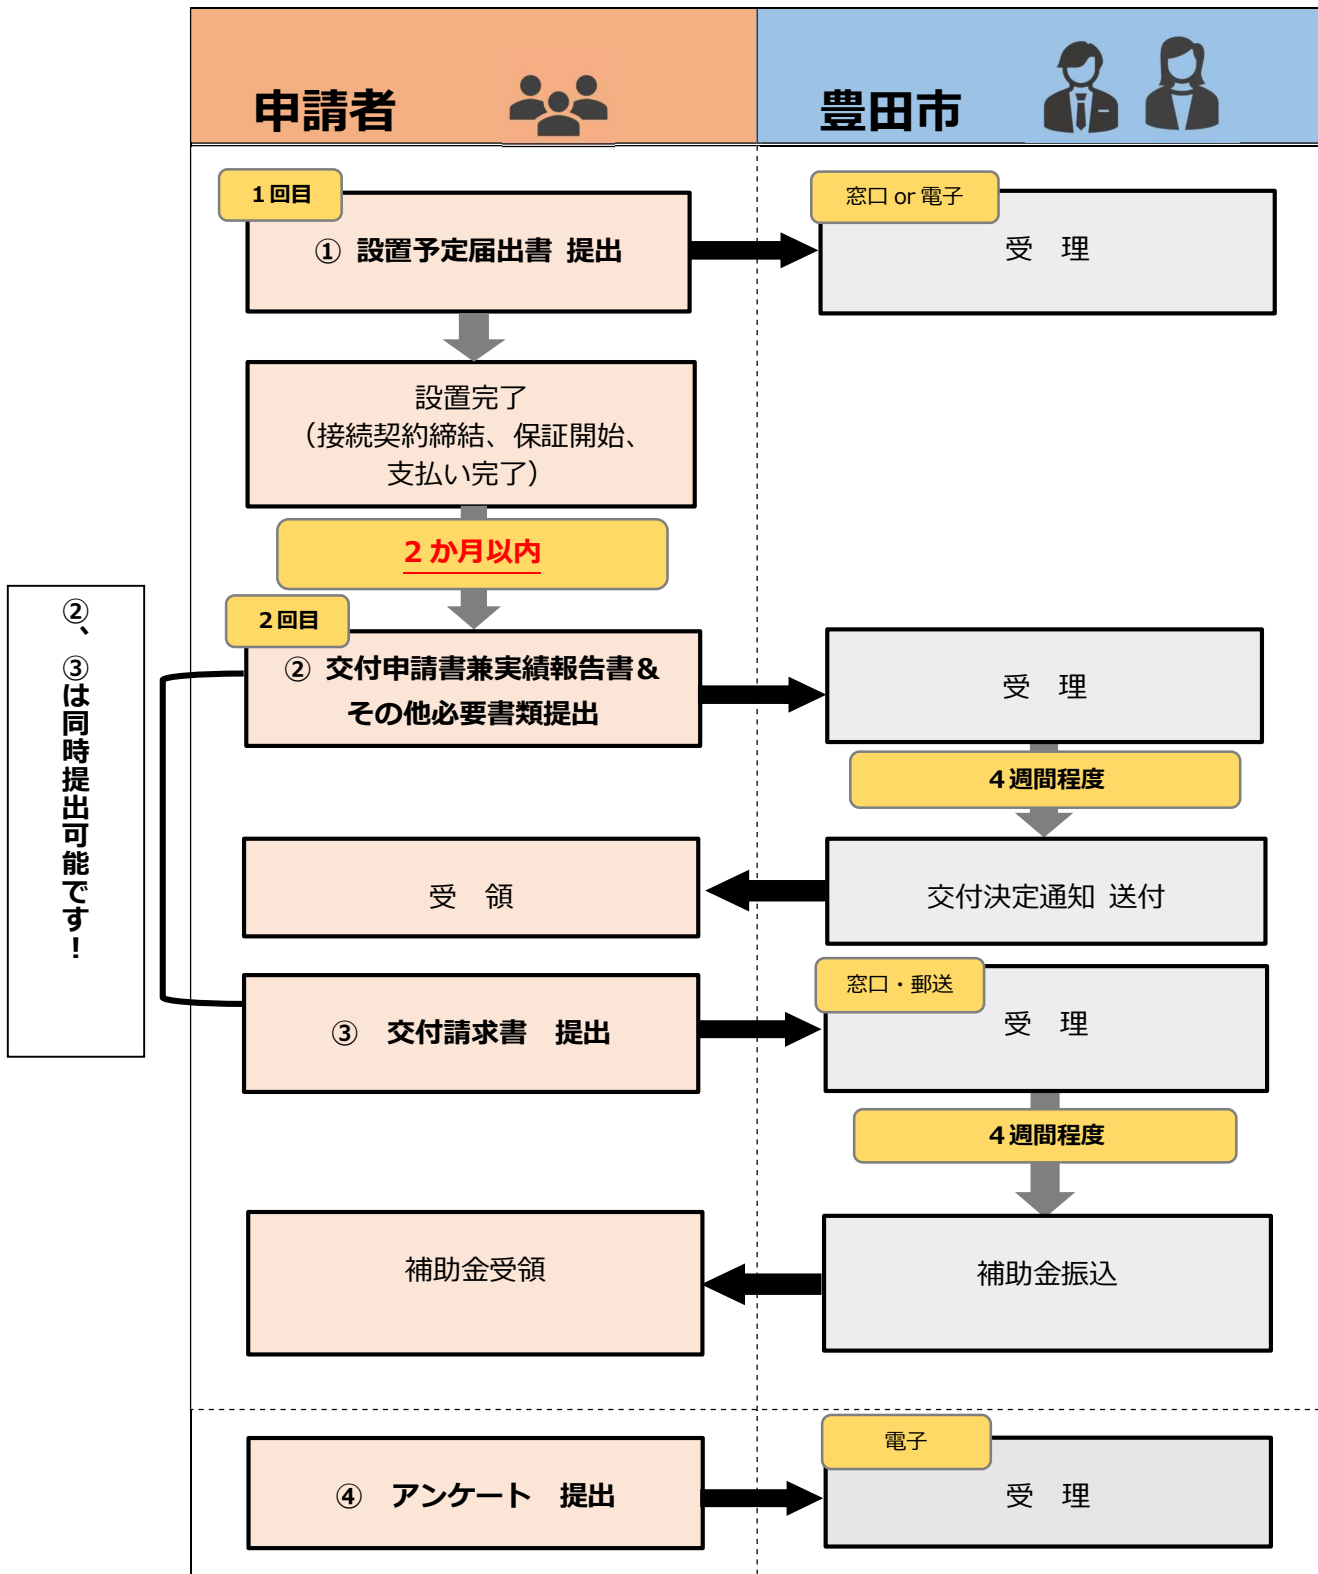 申請者
豊田市
１回目
① 設置予定届出書 提出
窓口 or 電子
受　理
設置完了
（接続契約締結、保証開始、
支払い完了）
２か月以内
２回目
② 交付申請書兼実績報告書＆
その他必要書類提出
受　理
４週間程度
②、③は同時提出可能です！
受　領
交付決定通知 送付
③　交付請求書　提出
窓口・郵送
受　理
４週間程度
補助金受領
補助金振込
④　アンケート　提出
電子
受　理